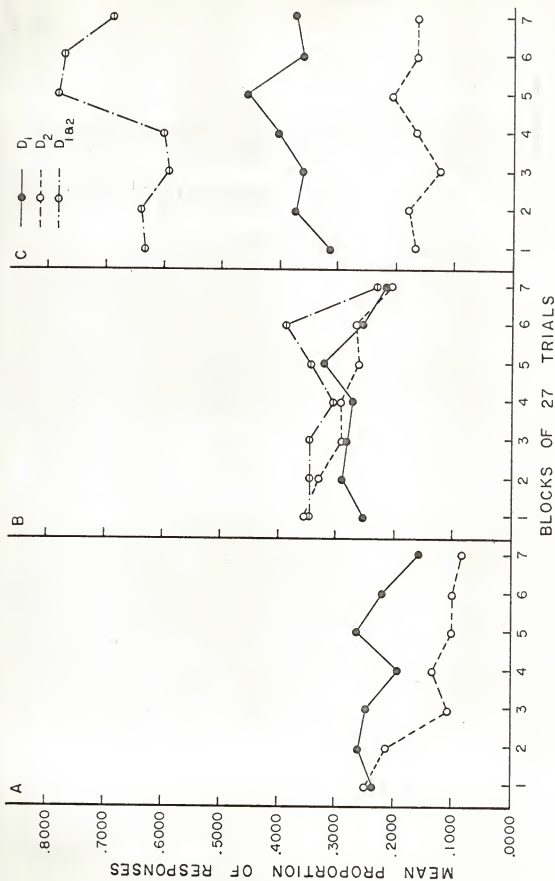 MEAN PROPORTION OF RESPONSES
.8000
.7000
.6000
.5000
.4000
.3000
.2000
.1000
.0000
A
1 2 3 4 5 6 7
B
1 2 3 4 5 6 7
C
D1
D2
D1&2
1 2 3 4 5 6 7
BLOCKS OF 27 TRIALS